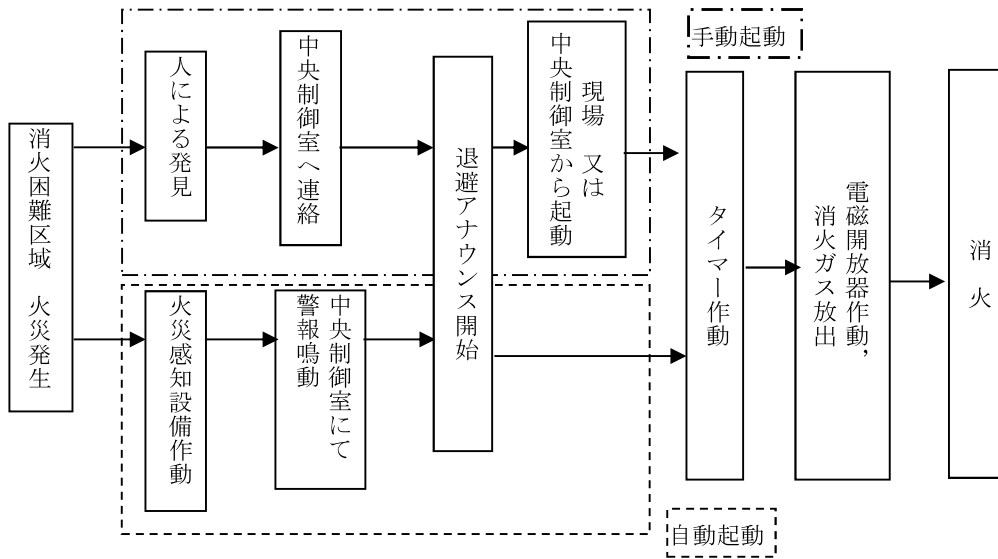 消火困難区域　火災発生
人による発見
中央制御室へ連絡
退避アナウンス開始
現場　又は
中央制御室から起動
手動起動
火災感知設備作動
中央制御室にて
警報鳴動
自動起動
タイマー作動
電磁開放器作動，
消火ガス放出
消　火